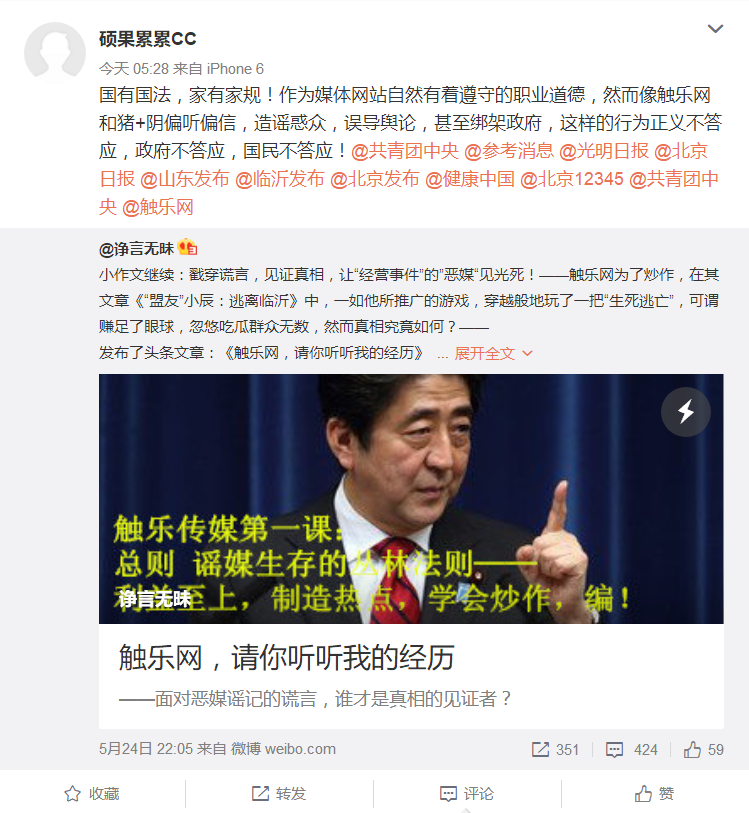 硕果累累CC
今天 05:28 来自 iPhone 6
国有国法，家有家规！作为媒体网站自然有着遵守的职业道德，然而像触乐网
和猪+阴偏听偏信，造谣惑众，误导舆论，甚至绑架政府，这样的行为正义不答
应，政府不答应，国民不答应！@共青团中央 @参考消息 @光明日报 @北京
日报 @山东发布 @临沂发布 @北京发布 @健康中国 @北京12345 @共青团中
央 @触乐网
@诤言无昧
小作文继续：戳穿谎言，见证真相，让“经营事件”的”恶媒“见光死！——触乐网为了炒作，在其
文章《“盟友”小辰：逃离临沂》中，一如他所推广的游戏，穿越般地玩了一把“生死逃亡”，可谓
赚足了眼球，忽悠吃瓜群众无数，然而真相究竟如何？——
发布了头条文章：《触乐网，请你听听我的经历》 ... 展开全文
触乐传媒第一课：
总则 谣媒生存的丛林法则——
利益至上，制造热点，学会炒作，编！
诤言无昧
触乐网，请你听听我的经历
——面对恶媒谣记的谎言，谁才是真相的见证者？
5月24日 22:05 来自 微博 weibo.com 351 424 59
收藏 转发 评论 赞